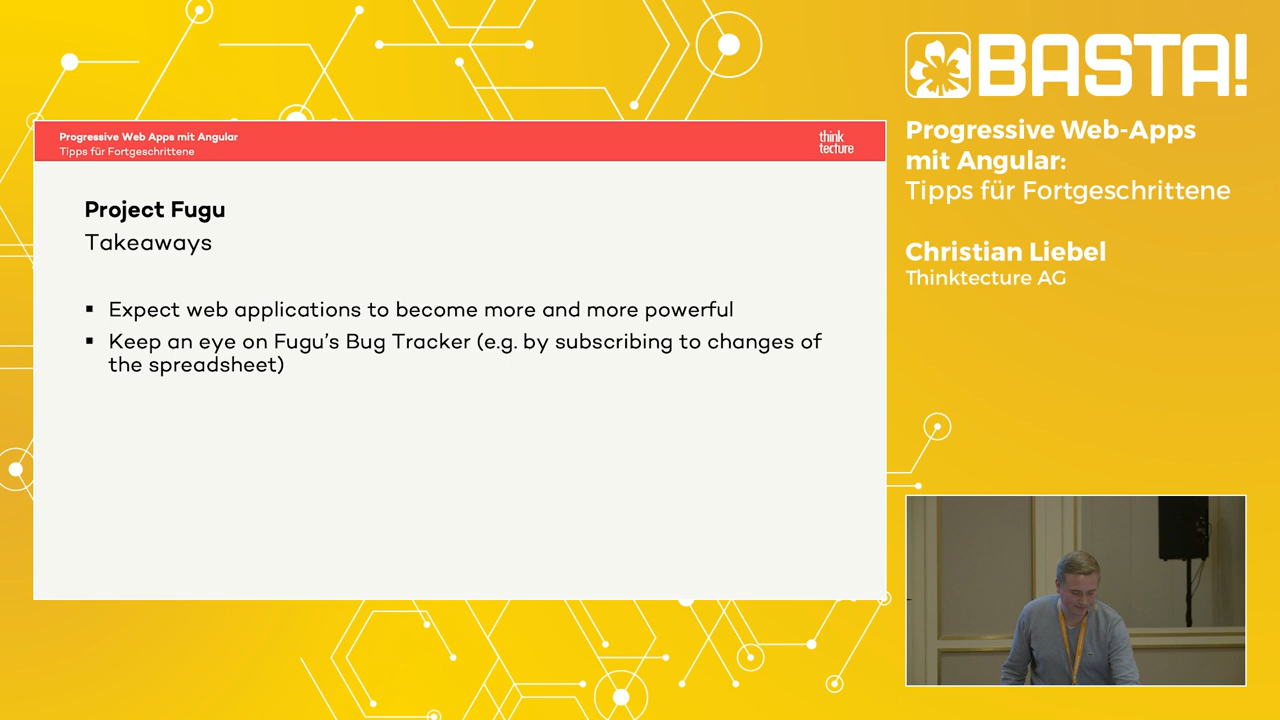 BASTA!
Progressive Web-Apps
mit Angular:
Tipps für Fortgeschrittene
Christian Liebel
Thinktecture AG
Progressive Web Apps mit Angular
Tipps für Fortgeschrittene
think
tecture
Project Fugu
Takeaways
▪ Expect web applications to become more and more powerful
▪ Keep an eye on Fugu’s Bug Tracker (e.g. by subscribing to changes of
the spreadsheet)